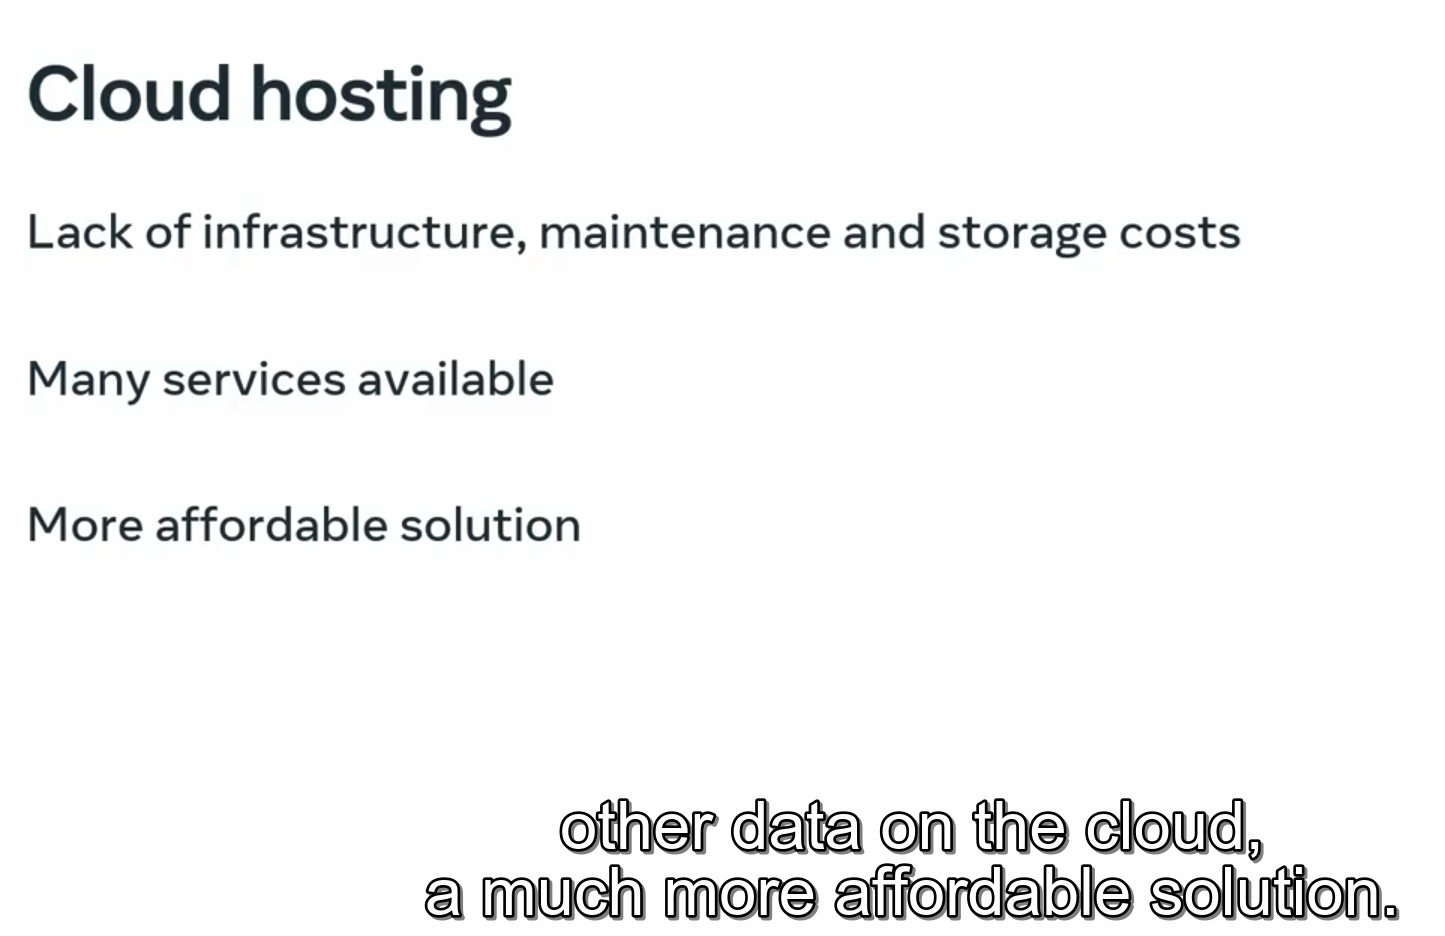 Cloud hosting
Lack of infrastructure, maintenance and storage costs
Many services available
More affordable solution
other data on the cloud,
a much more affordable solution.